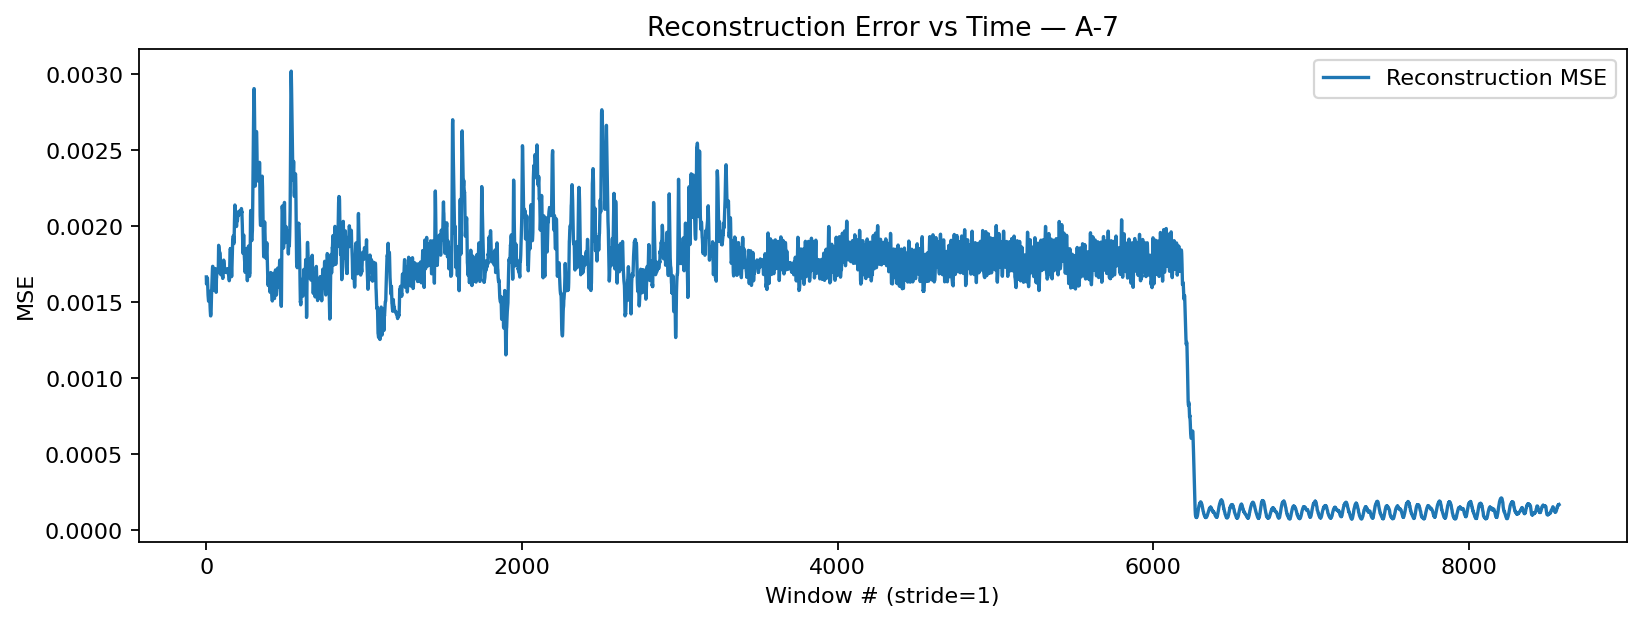 Reconstruction Error vs Time — A-7
Reconstruction MSE
MSE
0.0030
0.0025
0.0020
0.0015
0.0010
0.0005
0.0000
0 2000 4000 6000 8000
Window # (stride=1)